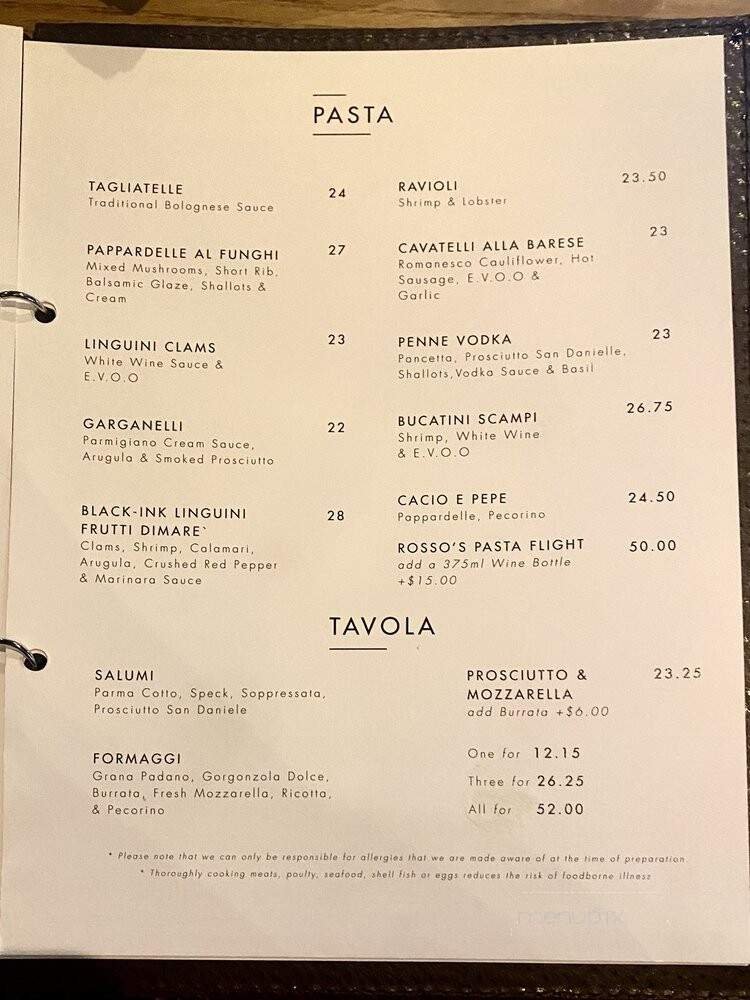 PASTA
TAGLIATELLE 24
Traditional Bolognese Sauce
PAPPARDELLE AL FUNGHI 27
Mixed Mushrooms, Short Rib,
Balsamic Glaze, Shallots &
Cream
LINGUINI CLAMS 23
White Wine Sauce &
E.V.O.O
GARGANELLI 22
Parmigiano Cream Sauce,
Arugula & Smoked Prosciutto
BLACK-INK LINGUINI 28
FRUTTI DIMARE`
Clams, Shrimp, Calamari,
Arugula, Crushed Red Pepper
& Marinara Sauce
RAVIOLI 23.50
Shrimp & Lobster
CAVATELLI ALLA BARESE 23
Romanesco Cauliflower, Hot
Sausage, E.V.O.O &
Garlic
PENNE VODKA 23
Pancetta, Prosciutto San Danielle,
Shallots,Vodka Sauce & Basil
BUCATINI SCAMPI 26.75
Shrimp, White Wine
& E.V.O.O
CACIO E PEPE 24.50
Pappardelle, Pecorino
ROSSO'S PASTA FLIGHT 50.00
add a 375ml Wine Bottle
+$15.00
TAVOLA
SALUMI
Parma Cotto, Speck, Soppressata,
Prosciutto San Daniele
FORMAGGI
Grana Padano, Gorgonzola Dolce,
Burrata, Fresh Mozzarella, Ricotta,
& Pecorino
PROSCIUTTO & 23.25
MOZZARELLA
add Burrata +$6.00
One for 12.15
Three for 26.25
All for 52.00
* Please note that we can only be responsible for allergies that we are made aware of at the time of preparation
* Thoroughly cooking meats, poulty, seafood, shell fish or eggs reduces the risk of foodborne illness
menupix